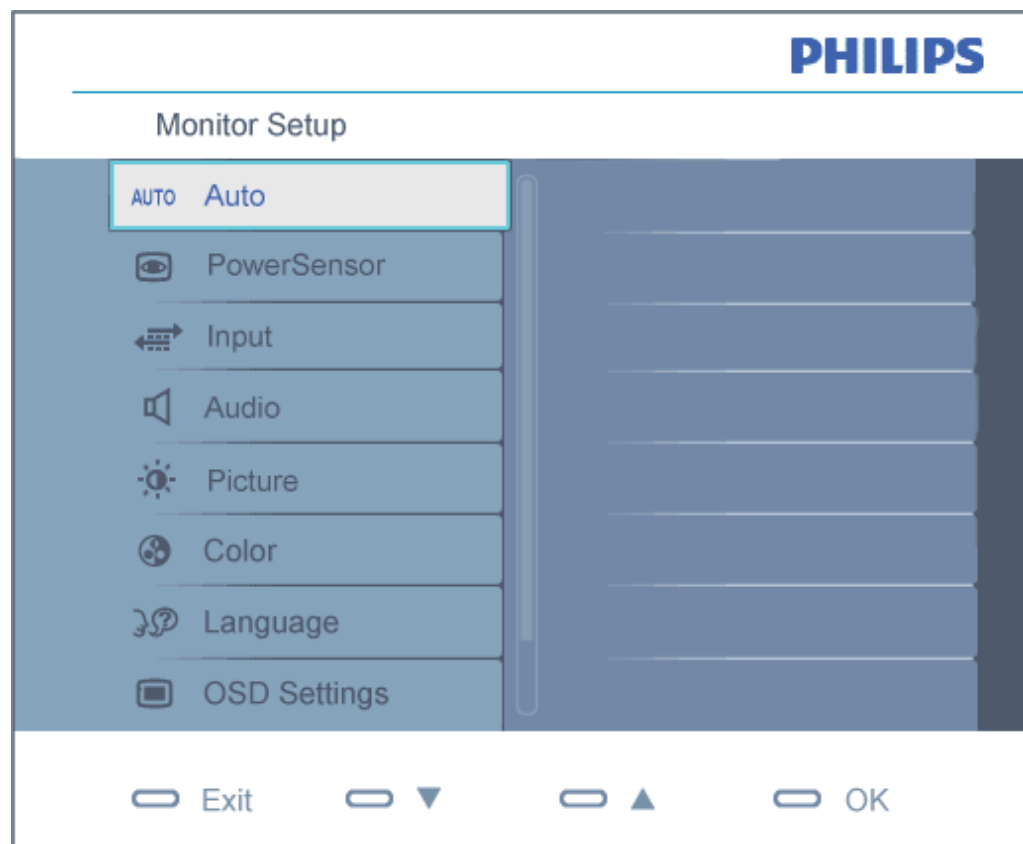 PHILIPS
Monitor Setup
AUTO Auto
PowerSensor
Input
Audio
Picture
Color
Language
OSD Settings
Exit ▼ ▲ OK